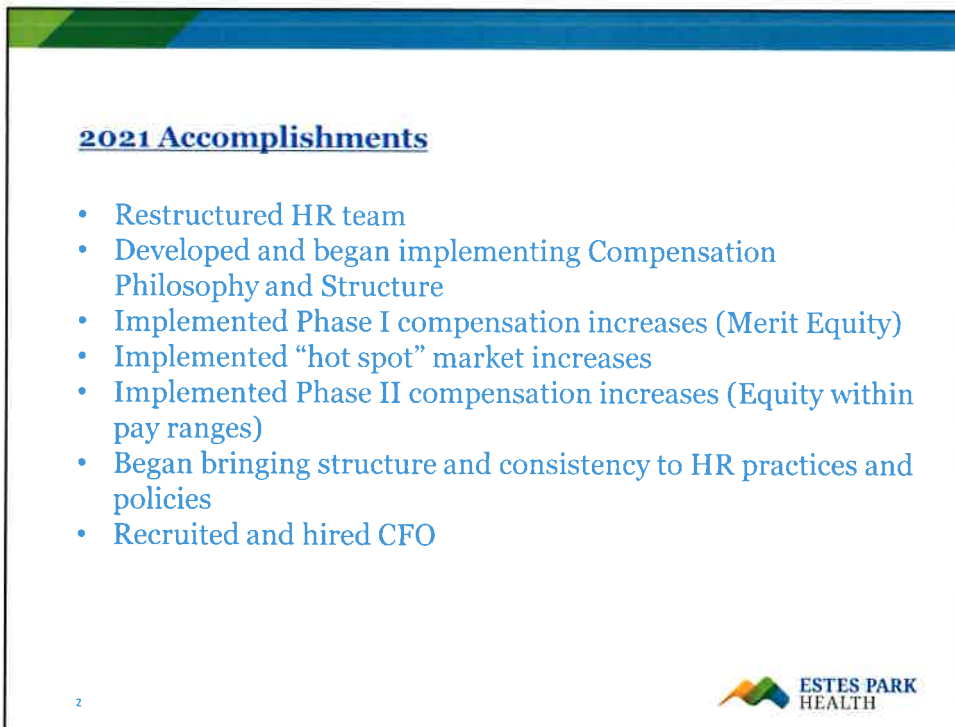 2021 Accomplishments
• Restructured HR team
• Developed and began implementing Compensation
Philosophy and Structure
• Implemented Phase I compensation increases (Merit Equity)
• Implemented “hot spot” market increases
• Implemented Phase II compensation increases (Equity within
pay ranges)
• Began bringing structure and consistency to HR practices and
policies
• Recruited and hired CFO
2
ESTES PARK
HEALTH